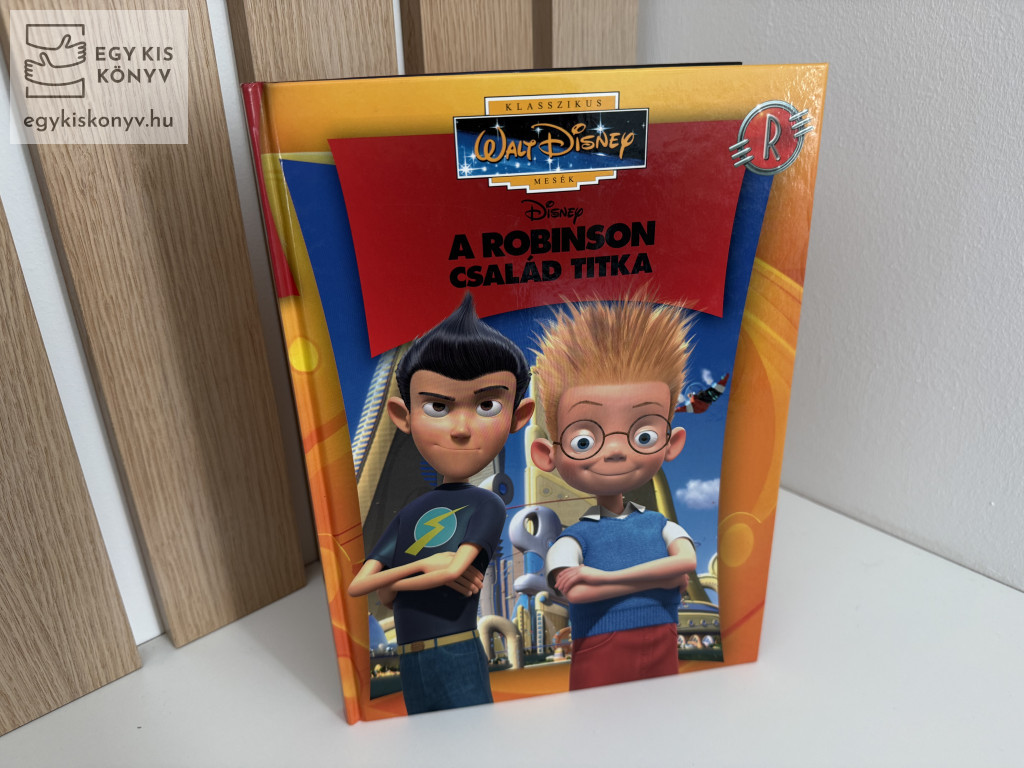 EGY KIS
KÖNYV
egykiskonyv.hu
KLASSZIKUS
WALT DISNEY
MESÉK
R
DISNEY
A ROBINSON
CSALÁD TITKA